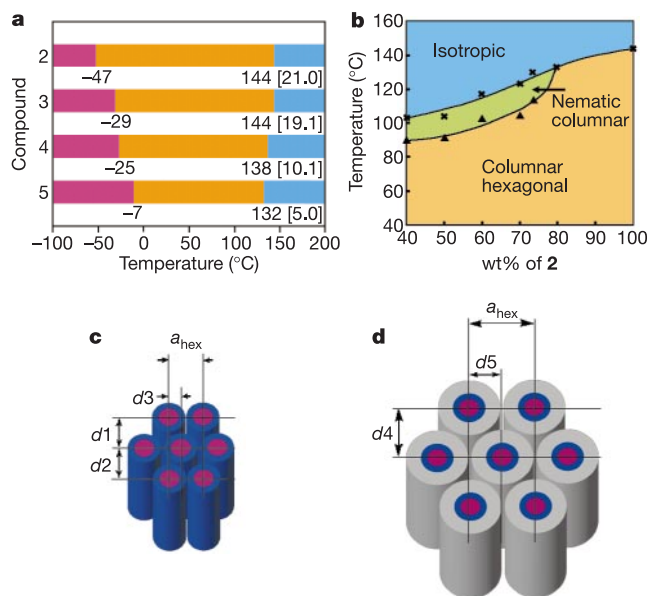 a
Compound
2
–47
144 [21.0]
3
–29
144 [19.1]
4
–25
138 [10.1]
5
–7
132 [5.0]
–100 –50 0 50 100 150 200
Temperature (°C)
b
Temperature (°C)
160
140
120
100
80
60
40
Isotropic
Nematic
columnar
Columnar
hexagonal
40 50 60 70 80 90 100
wt% of 2
c
a hex
d3
d1
d2
d
a hex
d5
d4